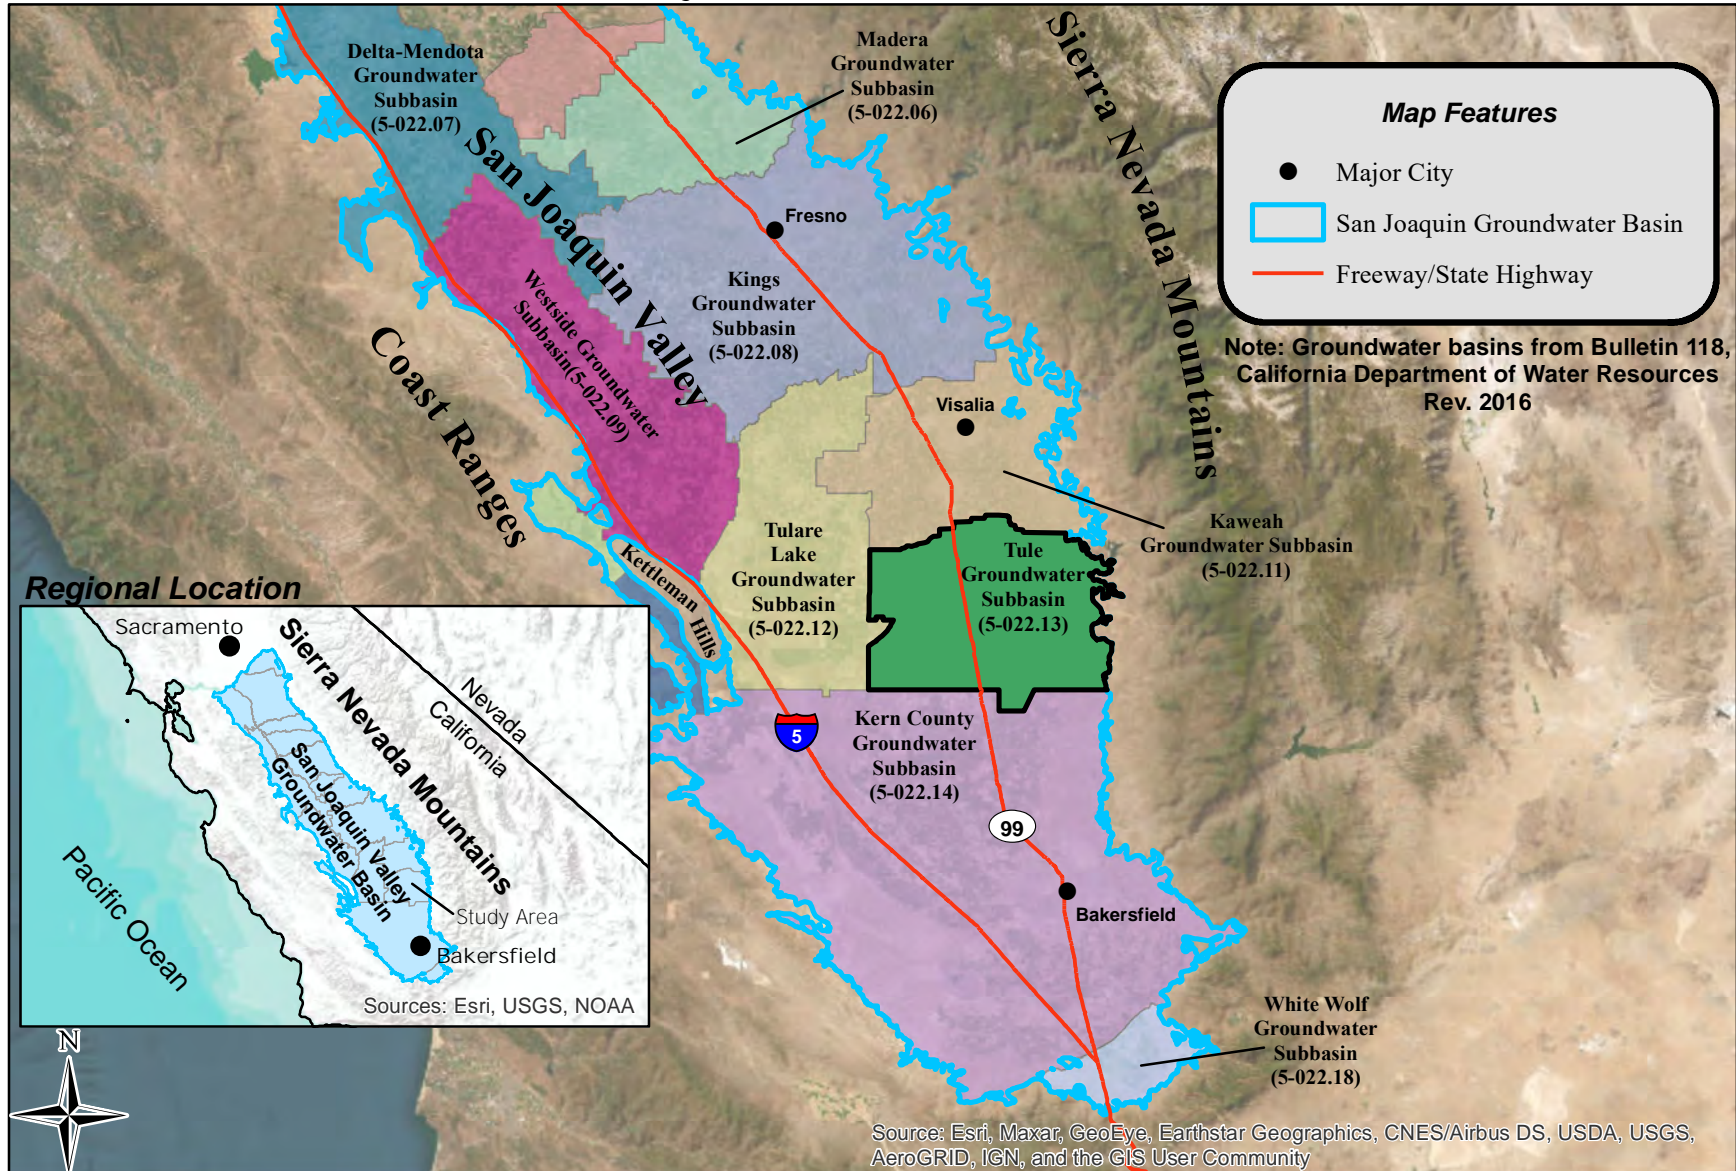 Delta-Mendota
Groundwater
Subbasin
(5-022.07)
Madera
Groundwater
Subbasin
(5-022.06)
Sierra Nevada Mountains
Map Features
Major City
San Joaquin Groundwater Basin
Freeway/State Highway
Note: Groundwater basins from Bulletin 118,
California Department of Water Resources
Rev. 2016
San Joaquin Valley
Fresno
Kings
Groundwater
Subbasin
(5-022.08)
Westside Groundwater
Subbasin(5-022.09)
Coast Ranges
Visalia
Kaweah
Groundwater Subbasin
(5-022.11)
Tulare
Lake
Groundwater
Subbasin
(5-022.12)
Tule
Groundwater
Subbasin
(5-022.13)
Kettleman Hills
Kern County
Groundwater
Subbasin
(5-022.14)
5
99
Bakersfield
White Wolf
Groundwater
Subbasin
(5-022.18)
Regional Location
Sacramento
Sierra Nevada Mountains
Nevada
California
San Joaquin Valley
Groundwater Basin
Study Area
Bakersfield
Pacific Ocean
Sources: Esri, USGS, NOAA
N
Source: Esri, Maxar, GeoEye, Earthstar Geographics, CNES/Airbus DS, USDA, USGS,
AeroGRID, IGN, and the GIS User Community